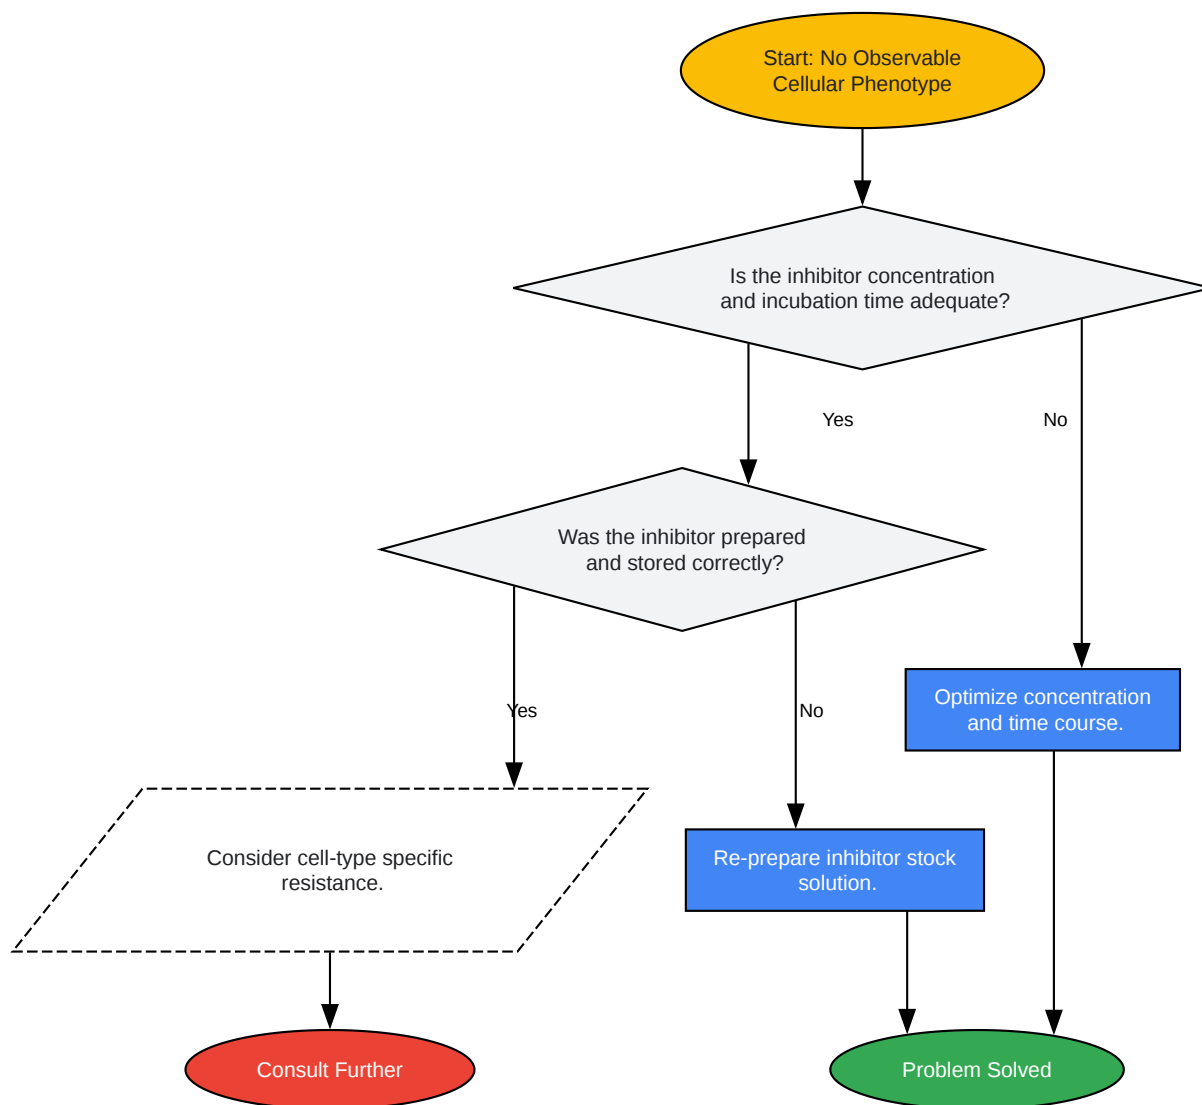 Start: No Observable
Cellular Phenotype
Is the inhibitor concentration
and incubation time adequate?
Yes
No
Was the inhibitor prepared
and stored correctly?
Yes
No
Optimize concentration
and time course.
Consider cell-type specific
resistance.
Re-prepare inhibitor stock
solution.
Consult Further
Problem Solved